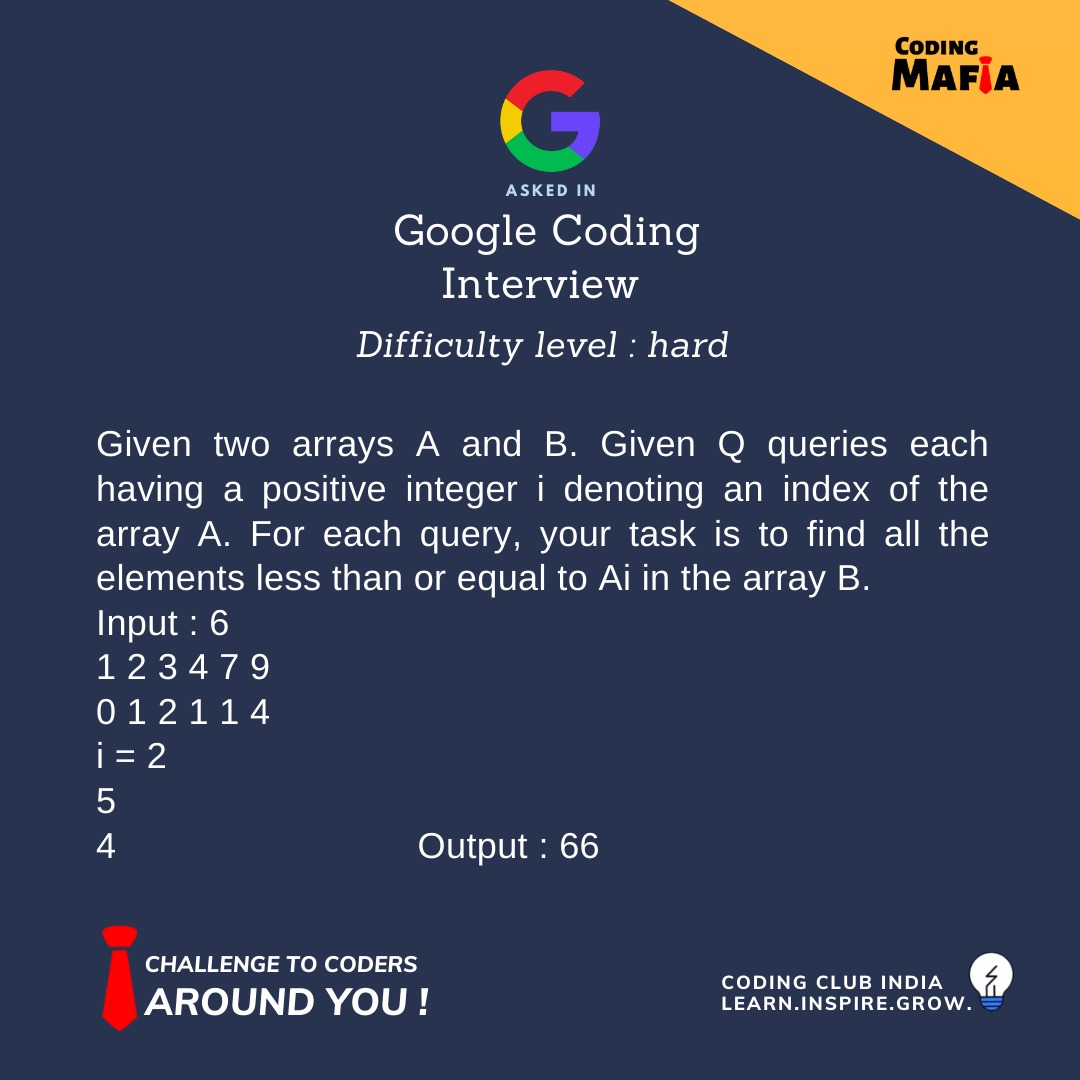 CODING
MAFIA
ASKED IN
Google Coding
Interview
Difficulty level : hard
Given two arrays A and B. Given Q queries each
having a positive integer i denoting an index of the
array A. For each query, your task is to find all the
elements less than or equal to Ai in the array B.
Input : 6
1 2 3 4 7 9
0 1 2 1 1 4
i = 2
5
4 Output : 66
CHALLENGE TO CODERS
AROUND YOU !
CODING CLUB INDIA
LEARN.INSPIRE.GROW.